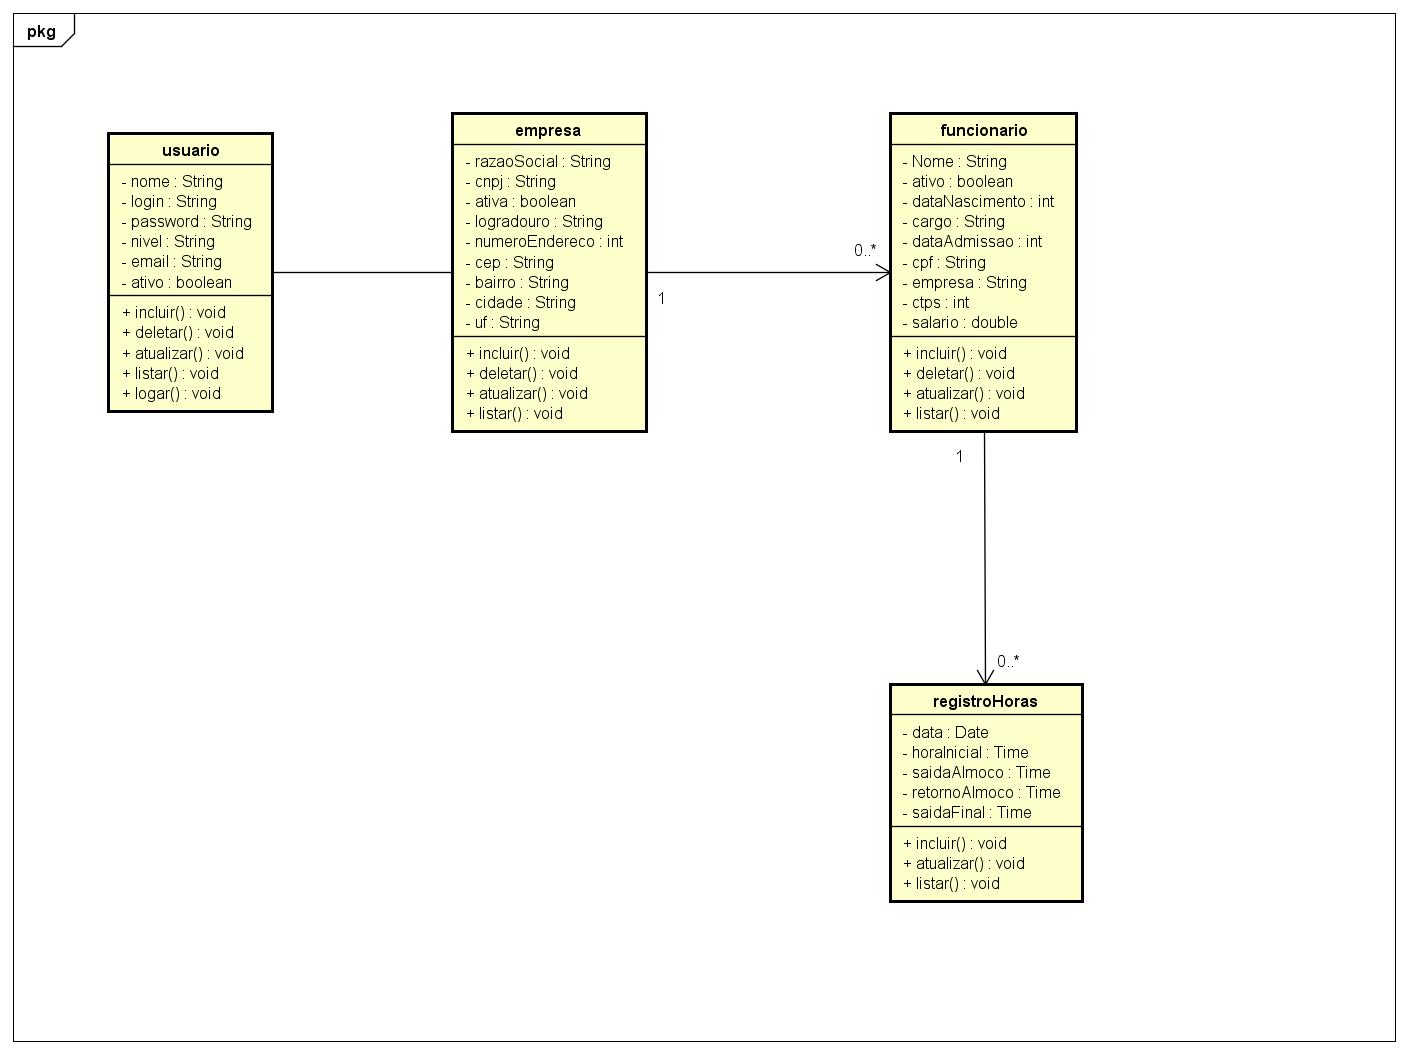 pkg
usuario
- nome : String
- login : String
- password : String
- nivel : String
- email : String
- ativo : boolean
+ incluir() : void
+ deletar() : void
+ atualizar() : void
+ listar() : void
+ logar() : void
empresa
- razaoSocial : String
- cnpj : String
- ativa : boolean
- logradouro : String
- numeroEndereco : int
- cep : String
- bairro : String
- cidade : String
- uf : String
+ incluir() : void
+ deletar() : void
+ atualizar() : void
+ listar() : void
1
0..*
funcionario
- Nome : String
- ativo : boolean
- dataNascimento : int
- cargo : String
- dataAdmissao : int
- cpf : String
- empresa : String
- ctps : int
- salario : double
+ incluir() : void
+ deletar() : void
+ atualizar() : void
+ listar() : void
1
0..*
registroHoras
- data : Date
- horaInicial : Time
- saidaAlmoco : Time
- retornoAlmoco : Time
- saidaFinal : Time
+ incluir() : void
+ atualizar() : void
+ listar() : void